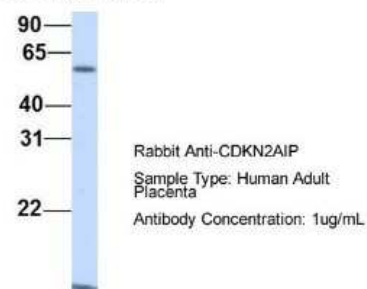 90
65
40
31
22
Rabbit Anti-CDKN2AIP
Sample Type: Human Adult
Placenta
Antibody Concentration: 1ug/mL